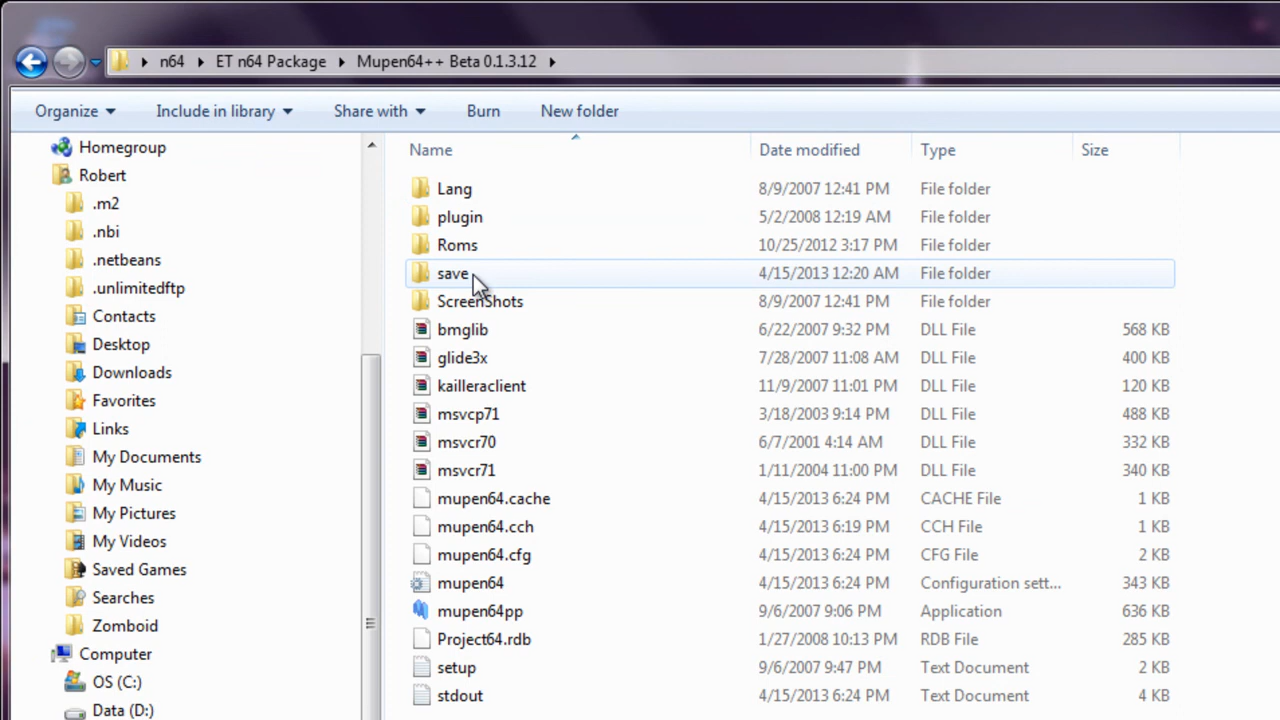 n64 ET n64 Package Mupen64++ Beta 0.1.3.12
Organize Include in library Share with Burn New folder
Homegroup
Robert
.m2
.nbi
.netbeans
.unlimitedftp
Contacts
Desktop
Downloads
Favorites
Links
My Documents
My Music
My Pictures
My Videos
Saved Games
Searches
Zomboid
Computer
OS (C:)
Data (D:)
Name Date modified Type Size
Lang 8/9/2007 12:41 PM File folder
plugin 5/2/2008 12:19 AM File folder
Roms 10/25/2012 3:17 PM File folder
save 4/15/2013 12:20 AM File folder
ScreenShots 8/9/2007 12:41 PM File folder
bmglib 6/22/2007 9:32 PM DLL File 568 KB
glide3x 7/28/2007 11:08 AM DLL File 400 KB
kailleraclient 11/9/2007 11:01 PM DLL File 120 KB
msvcp71 3/18/2003 9:14 PM DLL File 488 KB
msvcr70 6/7/2001 4:14 AM DLL File 332 KB
msvcr71 1/11/2004 11:00 PM DLL File 340 KB
mupen64.cache 4/15/2013 6:24 PM CACHE File 1 KB
mupen64.cch 4/15/2013 6:19 PM CCH File 1 KB
mupen64.cfg 4/15/2013 6:24 PM CFG File 2 KB
mupen64 4/15/2013 6:24 PM Configuration sett... 343 KB
mupen64pp 9/6/2007 9:06 PM Application 636 KB
Project64.rdb 1/27/2008 10:13 PM RDB File 285 KB
setup 9/6/2007 9:47 PM Text Document 2 KB
stdout 4/15/2013 6:24 PM Text Document 4 KB